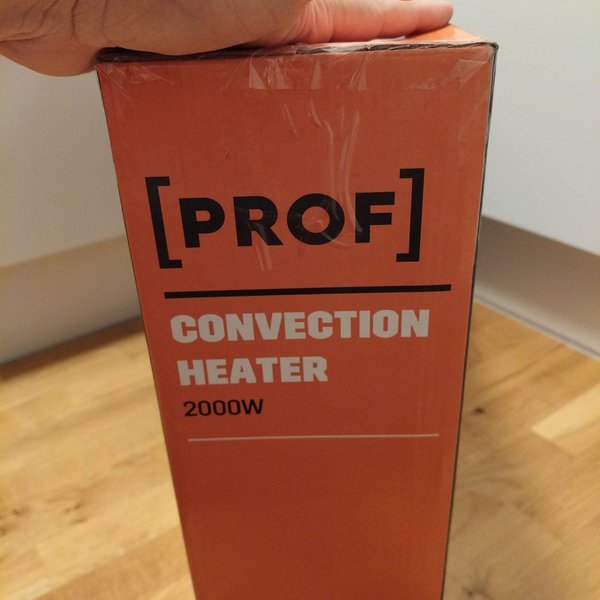 [PROF]
CONVECTION
HEATER
2000W